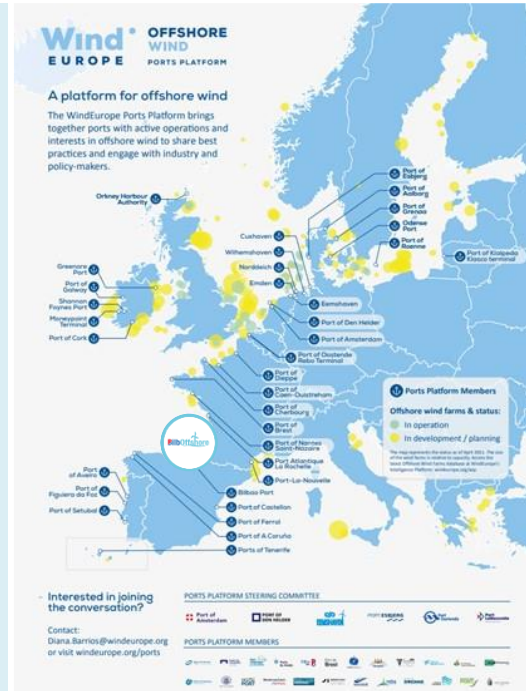 Wind
EUROPE
OFFSHORE
WIND
PORTS PLATFORM
A platform for offshore wind
The WindEurope Ports Platform brings
together ports with active operations and
interests in offshore wind to share best
practices and engage with industry and
policy-makers.
Orkney Harbour
Authority
Greenore
Port
Port of
Galway
Shannon
Foynes Port
Moneypoint
Terminal
Port of Cork
Cuxhaven
Wilhemshaven
Norddeich
Emden
Port of
Esbjerg
Port of
Aalborg
Port of
Grenaa
Odense
Port
Port of
Roenne
Port of Klaipeda
Klasco terminal
Eemshaven
Port of Den Helder
Port of Amsterdam
Port of Oostende
Rebo Terminal
Port of
Dieppe
Port of
Caen-Ouistreham
Port of
Cherbourg
Port of
Brest
Port of Nantes
Saint-Nazaire
Port Atlantique
La Rochelle
Port-La-Nouvelle
BilbOffshore
Port
of Aveiro
Port of
Figuiera da Foz
Port of Setubal
Bilbao Port
Port of Castellon
Port of Ferrol
Port of A Coruña
Ports of Tenerife
Ports Platform Members
Offshore wind farms & status:
In operation
In development / planning
Interested in joining
the conversation?
Contact:
Diana.Barrios@windeurope.org
or visit windeurope.org/ports
PORTS PLATFORM STEERING COMMITTEE
Port of
Amsterdam
PORT OF
DEN HELDER
PORT ESBJERG
PORTS PLATFORM MEMBERS